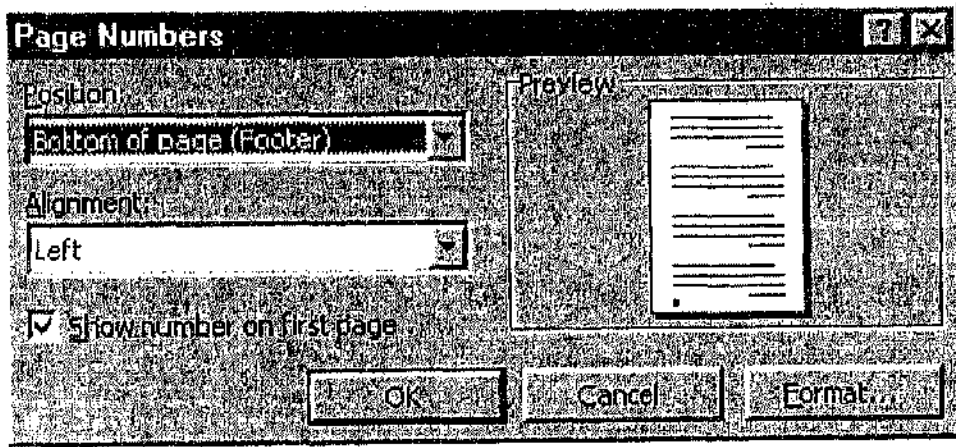 Page Numbers
Position:
Bottom of page (Footer)
Alignment:
Left
Show number on first page
Preview
OK
Cancel
Format...